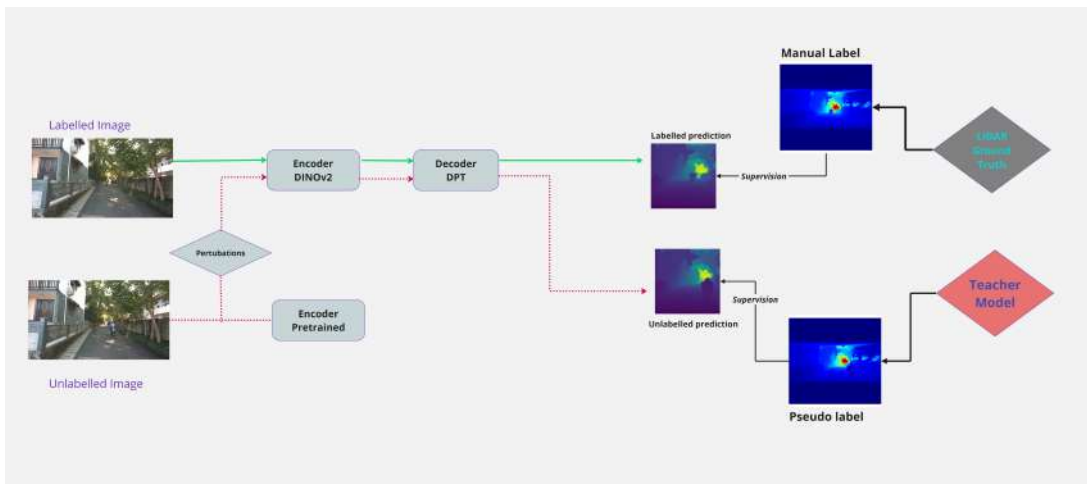 Manual Label
Labelled Image
Encoder
DINOv2
Decoder
DPT
Labelled prediction
Supervision
LiDAR
Ground
Truth
Pertubations
Encoder
Pretrained
Unlabelled Image
Supervision
Unlabelled prediction
Teacher
Model
Pseudo label